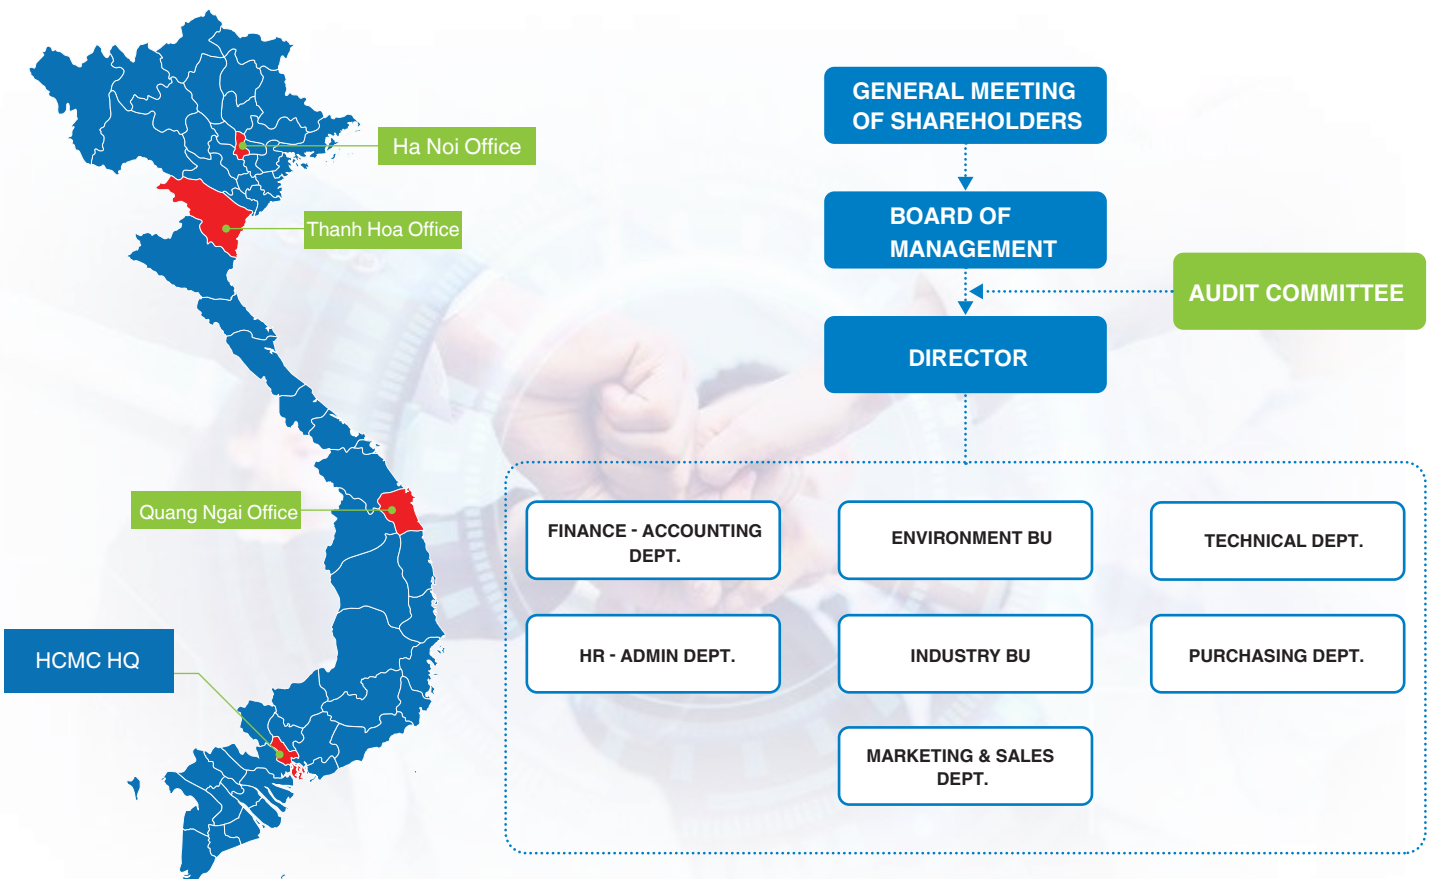 Ha Noi Office
Thanh Hoa Office
Quang Ngai Office
HCMC HQ
GENERAL MEETING
OF SHAREHOLDERS
BOARD OF
MANAGEMENT
AUDIT COMMITTEE
DIRECTOR
FINANCE - ACCOUNTING
DEPT.
ENVIRONMENT BU
TECHNICAL DEPT.
HR - ADMIN DEPT.
INDUSTRY BU
PURCHASING DEPT.
MARKETING & SALES
DEPT.